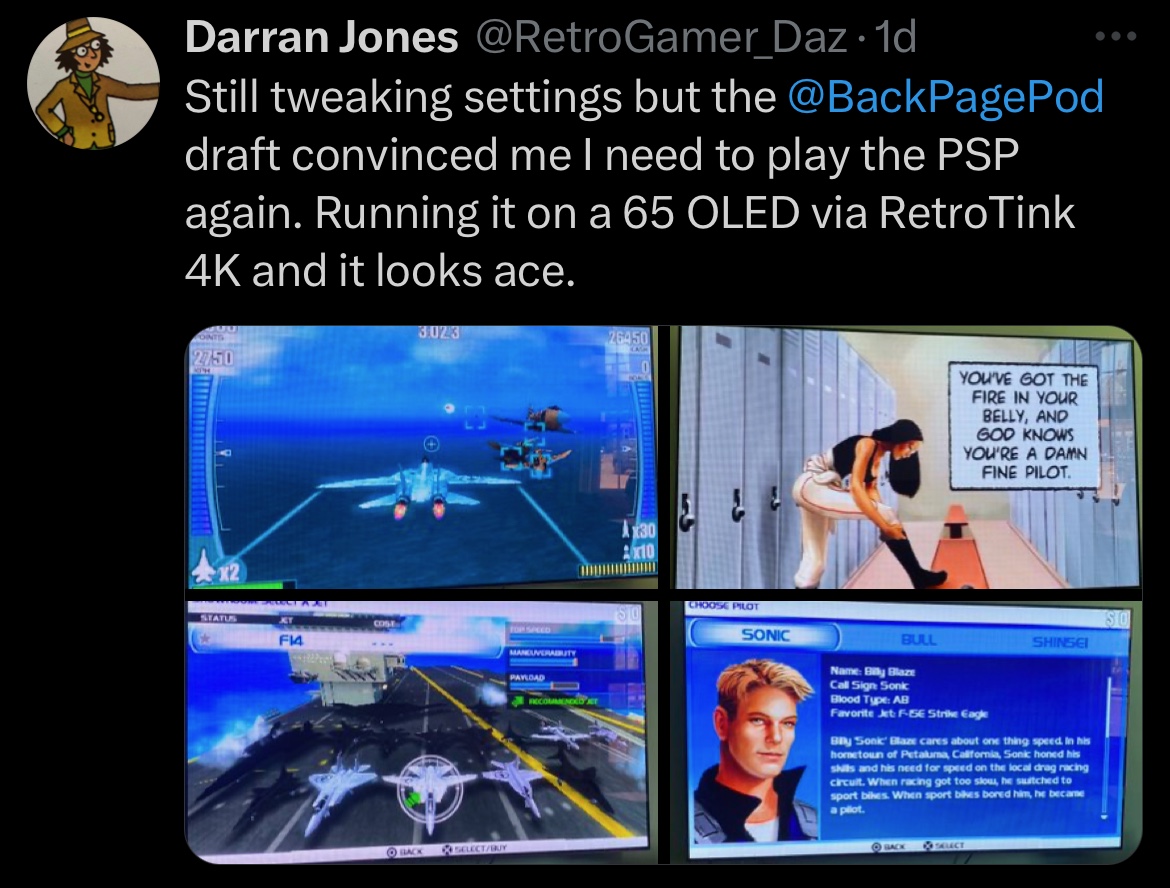 Darran Jones @RetroGamer_Daz · 1d
Still tweaking settings but the @BackPagePod
draft convinced me I need to play the PSP
again. Running it on a 65 OLED via RetroTink
4K and it looks ace.
POINTS
3:02.3
26450
CASH
2750
0
x30
x10
x2
YOU'VE GOT THE
FIRE IN YOUR
BELLY, AND
GOD KNOWS
YOU'RE A DAMN
FINE PILOT.
SELECT A JET
$ 0
STATUS JET COST
F14
TOP SPEED
MANEUVERABILITY
PAYLOAD
RECOMMENDED JET
BACK SELECT/BUY
CHOOSE PILOT
$ 0
SONIC BULL SHINSEI
Name: Billy Blaze
Call Sign: Sonic
Blood Type: AB
Favorite Jet: F-15E Strike Eagle
Billy 'Sonic' Blaze cares about one thing: speed. In his
hometown of Petaluma, California, Sonic honed his
skills and his need for speed on the local drag racing
circuit. When racing got too slow, he switched to
sport bikes. When sport bikes bored him, he became
a pilot.
BACK SELECT